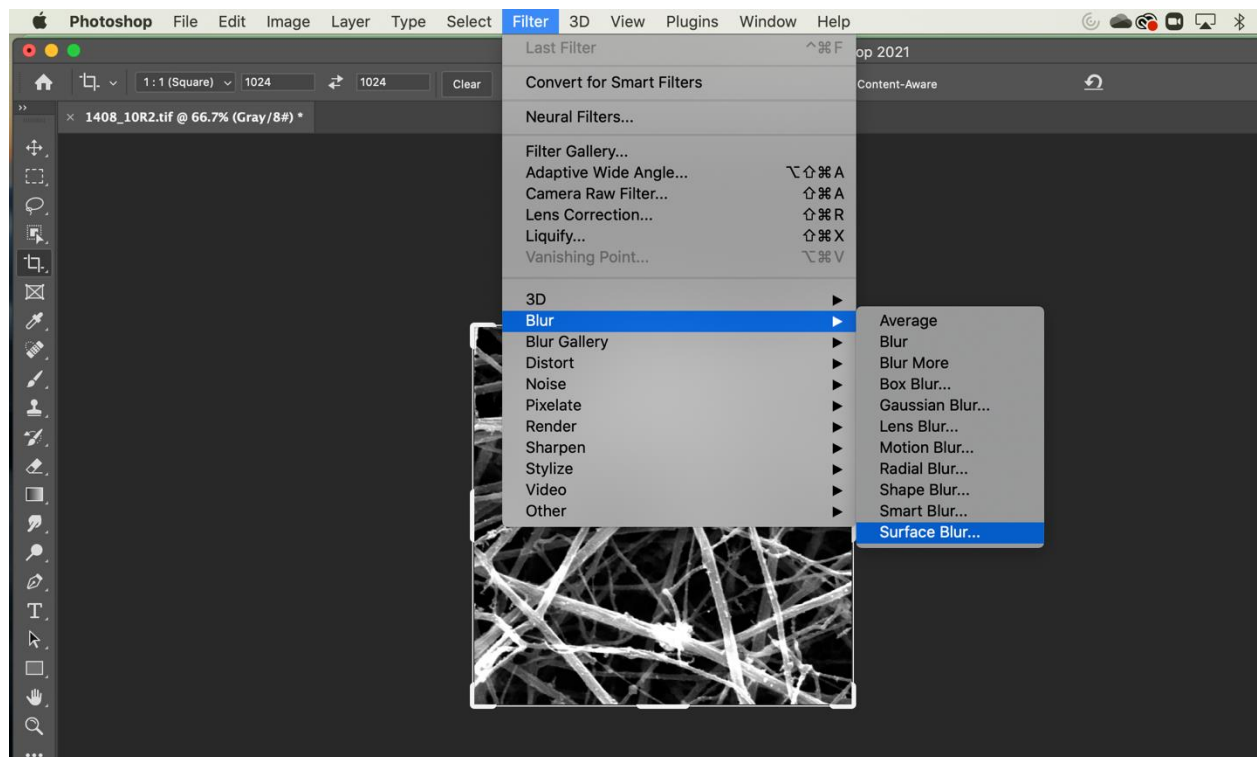 Photoshop File Edit Image Layer Type Select Filter 3D View Plugins Window Help
op 2021
1 : 1 (Square) 1024 1024 Clear Content-Aware
× 1408_10R2.tif @ 66.7% (Gray/8#) *
Last Filter ^⌘F
Convert for Smart Filters
Neural Filters...
Filter Gallery...
Adaptive Wide Angle... ⌥⇧⌘A
Camera Raw Filter... ⇧⌘A
Lens Correction... ⇧⌘R
Liquify... ⇧⌘X
Vanishing Point... ⌥⌘V
3D
Blur
Blur Gallery
Distort
Noise
Pixelate
Render
Sharpen
Stylize
Video
Other
Average
Blur
Blur More
Box Blur...
Gaussian Blur...
Lens Blur...
Motion Blur...
Radial Blur...
Shape Blur...
Smart Blur...
Surface Blur...